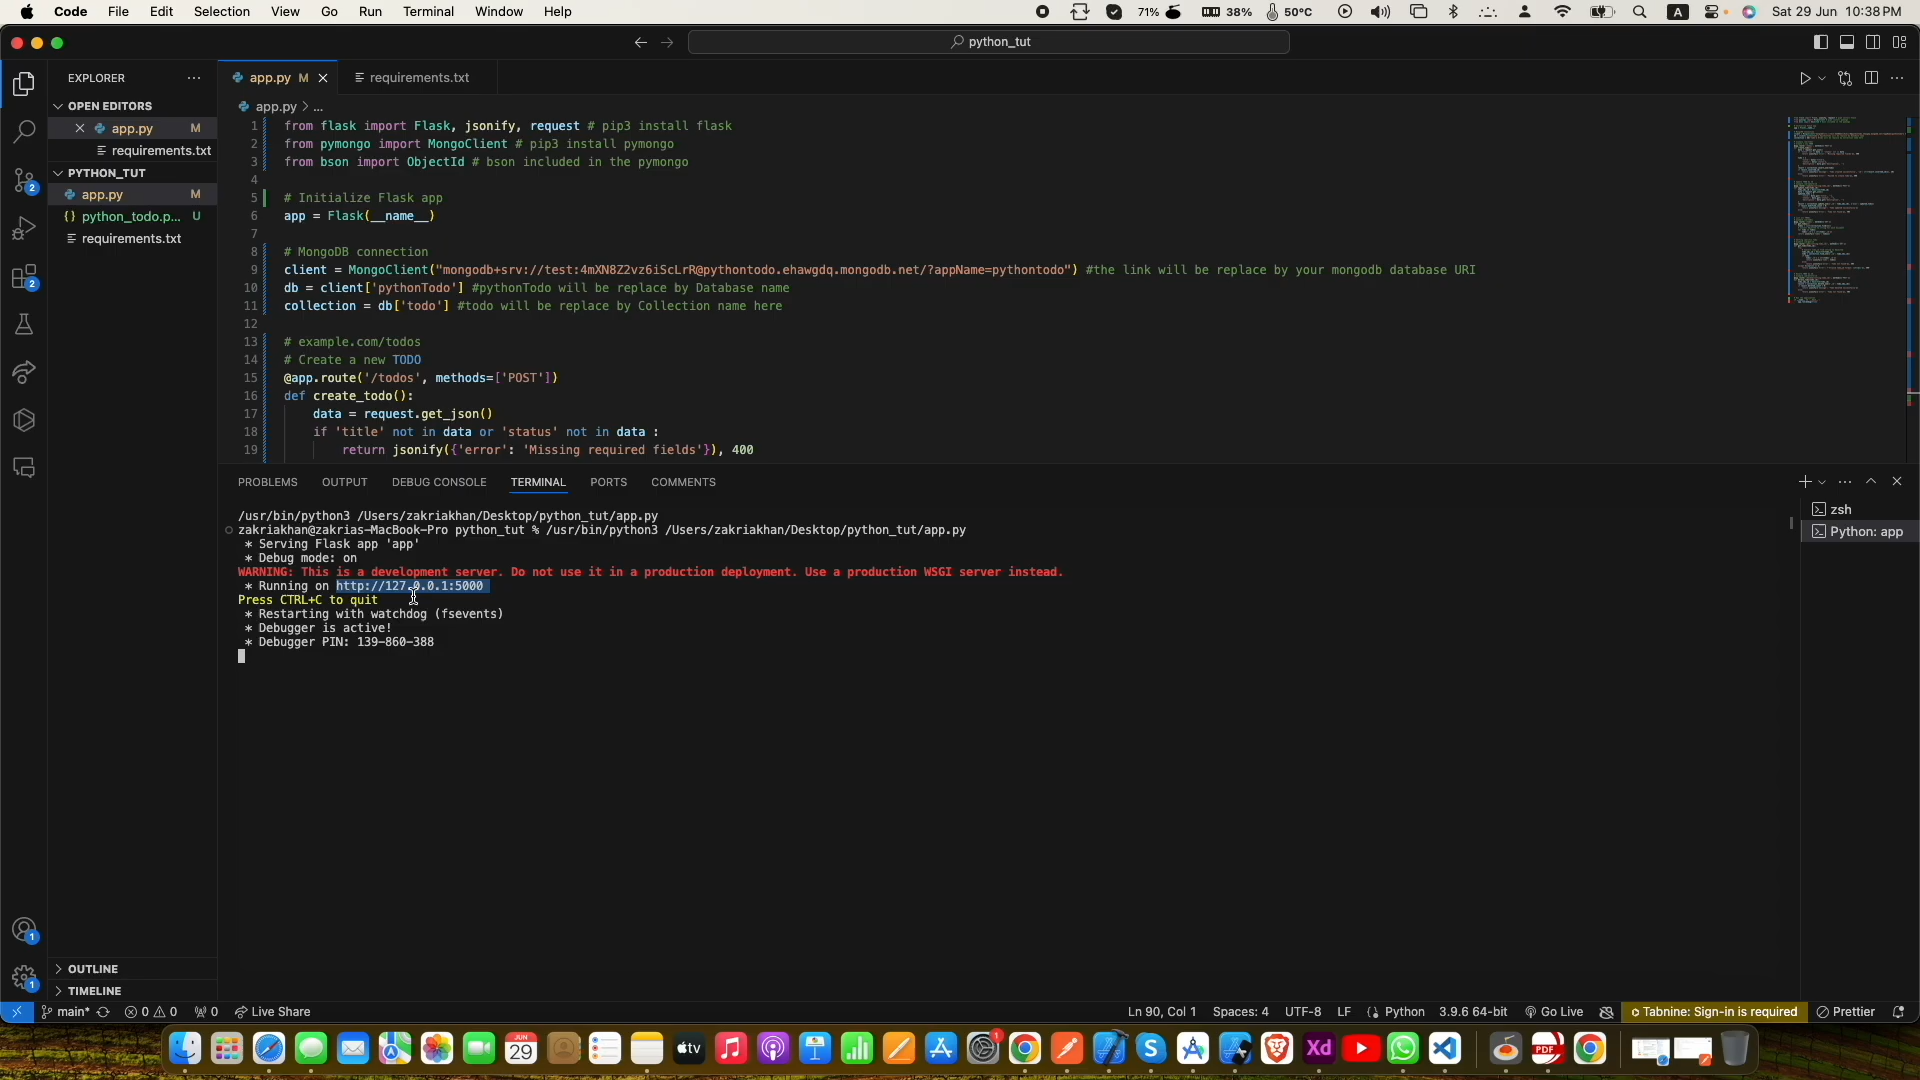 Code File Edit Selection View Go Run Terminal Window Help 71% 38% 50°C A Sat 29 Jun 10:38 PM
python_tut
EXPLORER
OPEN EDITORS
app.py M
requirements.txt
PYTHON_TUT
app.py M
python_todo.p... U
requirements.txt
OUTLINE
TIMELINE
app.py M
requirements.txt
app.py > ...
1 from flask import Flask, jsonify, request # pip3 install flask
2 from pymongo import MongoClient # pip3 install pymongo
3 from bson import ObjectId # bson included in the pymongo
4
5 # Initialize Flask app
6 app = Flask(__name__)
7
8 # MongoDB connection
9 client = MongoClient("mongodb+srv://test:4mXN8Z2vz6iScLrR@pythontodo.ehawgdq.mongodb.net/?appName=pythontodo") #the link will be replace by your mongodb database URI
10 db = client['pythonTodo'] #pythonTodo will be replace by Database name
11 collection = db['todo'] #todo will be replace by Collection name here
12
13 # example.com/todos
14 # Create a new TODO
15 @app.route('/todos', methods=['POST'])
16 def create_todo():
17 data = request.get_json()
18 if 'title' not in data or 'status' not in data :
19 return jsonify({'error': 'Missing required fields'}), 400
PROBLEMS OUTPUT DEBUG CONSOLE TERMINAL PORTS COMMENTS
/usr/bin/python3 /Users/zakriakhan/Desktop/python_tut/app.py
zakriakhan@zakrias-MacBook-Pro python_tut % /usr/bin/python3 /Users/zakriakhan/Desktop/python_tut/app.py
* Serving Flask app 'app'
* Debug mode: on
WARNING: This is a development server. Do not use it in a production deployment. Use a production WSGI server instead.
* Running on http://127.0.0.1:5000
Press CTRL+C to quit
* Restarting with watchdog (fsevents)
* Debugger is active!
* Debugger PIN: 139-860-388
zsh
Python: app
2
2
1
1
main* 0 0 0 Live Share Ln 90, Col 1 Spaces: 4 UTF-8 LF Python 3.9.6 64-bit Go Live Tabnine: Sign-in is required Prettier
JUN
29
tv
1
Xd
PDF